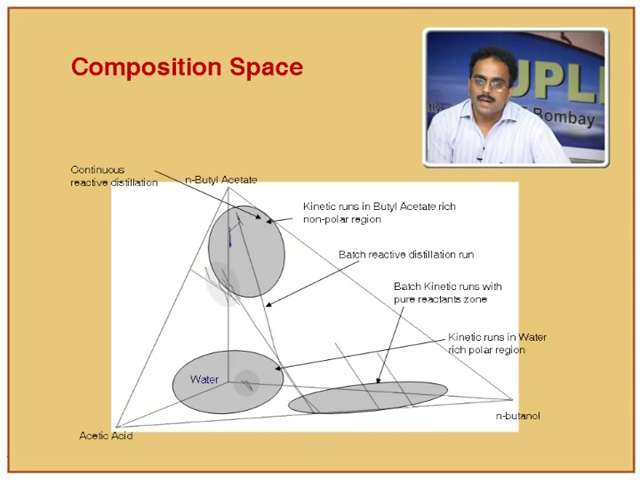 Composition Space
UPLI
Bombay
Continuous
reactive distillation
n-Butyl Acetate
Kinetic runs in Butyl Acetate rich
non-polar region
Batch reactive distillation run
Batch Kinetic runs with
pure reactants zone
Kinetic runs in Water
rich polar region
Water
n-butanol
Acetic Acid